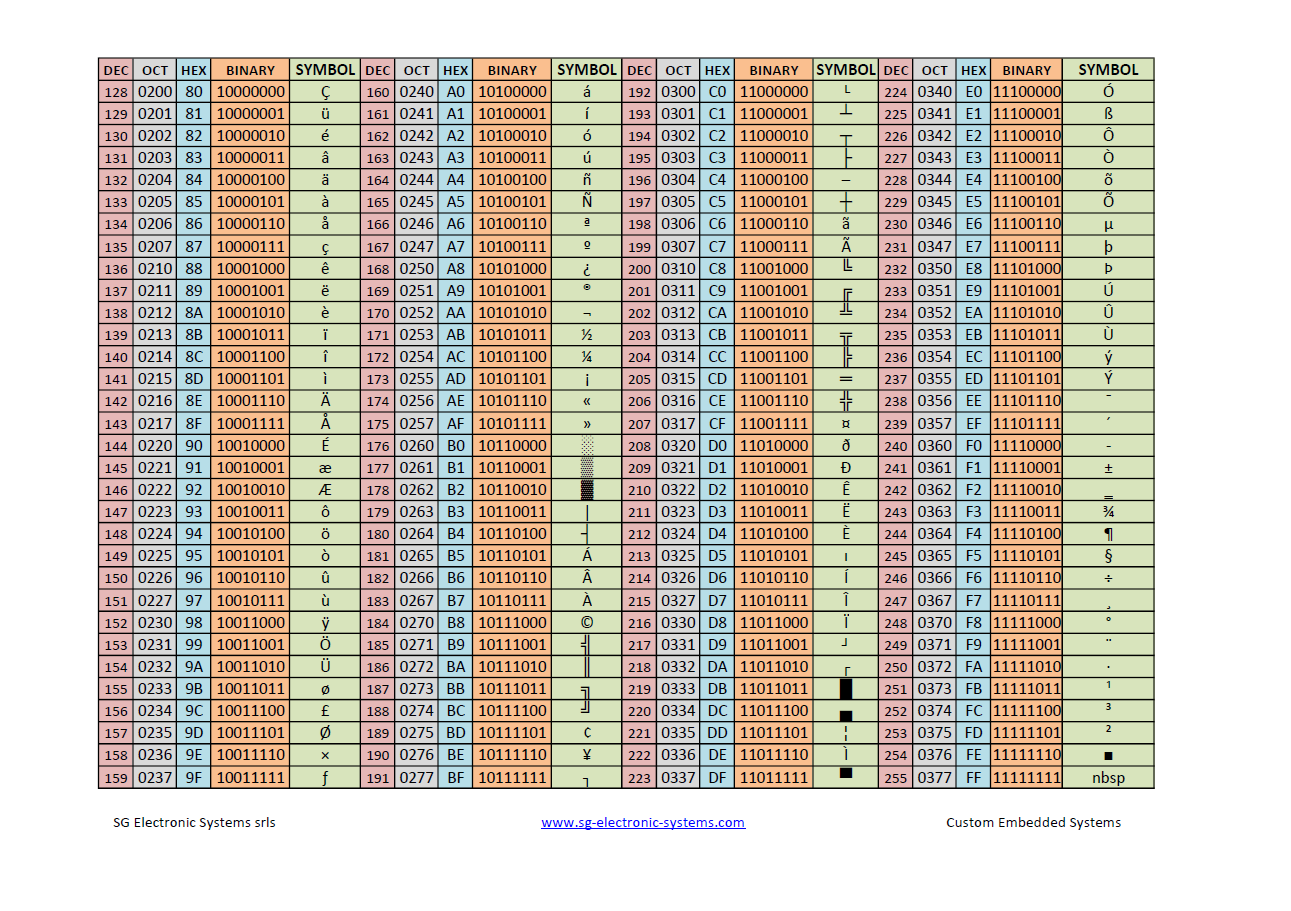 DEC OCT HEX BINARY SYMBOL DEC OCT HEX BINARY SYMBOL DEC OCT HEX BINARY SYMBOL DEC OCT HEX BINARY SYMBOL
128 0200 80 10000000 Ç 160 0240 A0 10100000 á 192 0300 C0 11000000 └ 224 0340 E0 11100000 Ó
129 0201 81 10000001 ü 161 0241 A1 10100001 í 193 0301 C1 11000001 ┴ 225 0341 E1 11100001 ß
130 0202 82 10000010 é 162 0242 A2 10100010 ó 194 0302 C2 11000010 ┬ 226 0342 E2 11100010 Ô
131 0203 83 10000011 â 163 0243 A3 10100011 ú 195 0303 C3 11000011 ├ 227 0343 E3 11100011 Ò
132 0204 84 10000100 ä 164 0244 A4 10100100 ñ 196 0304 C4 11000100 ─ 228 0344 E4 11100100 õ
133 0205 85 10000101 à 165 0245 A5 10100101 Ñ 197 0305 C5 11000101 ┼ 229 0345 E5 11100101 Õ
134 0206 86 10000110 å 166 0246 A6 10100110 ª 198 0306 C6 11000110 ã 230 0346 E6 11100110 µ
135 0207 87 10000111 ç 167 0247 A7 10100111 º 199 0307 C7 11000111 Ã 231 0347 E7 11100111 þ
136 0210 88 10001000 ê 168 0250 A8 10101000 ¿ 200 0310 C8 11001000 ╚ 232 0350 E8 11101000 Þ
137 0211 89 10001001 ë 169 0251 A9 10101001 ® 201 0311 C9 11001001 ╔ 233 0351 E9 11101001 Ú
138 0212 8A 10001010 è 170 0252 AA 10101010 ¬ 202 0312 CA 11001010 ╩ 234 0352 EA 11101010 Û
139 0213 8B 10001011 ï 171 0253 AB 10101011 ½ 203 0313 CB 11001011 ╦ 235 0353 EB 11101011 Ù
140 0214 8C 10001100 î 172 0254 AC 10101100 ¼ 204 0314 CC 11001100 ╠ 236 0354 EC 11101100 ý
141 0215 8D 10001101 ì 173 0255 AD 10101101 ¡ 205 0315 CD 11001101 ═ 237 0355 ED 11101101 Ý
142 0216 8E 10001110 Ä 174 0256 AE 10101110 « 206 0316 CE 11001110 ╬ 238 0356 EE 11101110 ¯
143 0217 8F 10001111 Å 175 0257 AF 10101111 » 207 0317 CF 11001111 ¤ 239 0357 EF 11101111 ´
144 0220 90 10010000 É 176 0260 B0 10110000 ░ 208 0320 D0 11010000 ð 240 0360 F0 11110000 -
145 0221 91 10010001 æ 177 0261 B1 10110001 ▒ 209 0321 D1 11010001 Ð 241 0361 F1 11110001 ±
146 0222 92 10010010 Æ 178 0262 B2 10110010 ▓ 210 0322 D2 11010010 Ê 242 0362 F2 11110010 ‗
147 0223 93 10010011 ô 179 0263 B3 10110011 │ 211 0323 D3 11010011 Ë 243 0363 F3 11110011 ¾
148 0224 94 10010100 ö 180 0264 B4 10110100 ┤ 212 0324 D4 11010100 È 244 0364 F4 11110100 ¶
149 0225 95 10010101 ò 181 0265 B5 10110101 Á 213 0325 D5 11010101 ı 245 0365 F5 11110101 §
150 0226 96 10010110 û 182 0266 B6 10110110 Â 214 0326 D6 11010110 Í 246 0366 F6 11110110 ÷
151 0227 97 10010111 ù 183 0267 B7 10110111 À 215 0327 D7 11010111 Î 247 0367 F7 11110111 ¸
152 0230 98 10011000 ÿ 184 0270 B8 10111000 © 216 0330 D8 11011000 Ï 248 0370 F8 11111000 °
153 0231 99 10011001 Ö 185 0271 B9 10111001 ╣ 217 0331 D9 11011001 ┘ 249 0371 F9 11111001 ¨
154 0232 9A 10011010 Ü 186 0272 BA 10111010 ║ 218 0332 DA 11011010 ┌ 250 0372 FA 11111010 ·
155 0233 9B 10011011 ø 187 0273 BB 10111011 ╗ 219 0333 DB 11011011 █ 251 0373 FB 11111011 ¹
156 0234 9C 10011100 £ 188 0274 BC 10111100 ╝ 220 0334 DC 11011100 ▄ 252 0374 FC 11111100 ³
157 0235 9D 10011101 Ø 189 0275 BD 10111101 ¢ 221 0335 DD 11011101 ¦ 253 0375 FD 11111101 ²
158 0236 9E 10011110 × 190 0276 BE 10111110 ¥ 222 0336 DE 11011110 Ì 254 0376 FE 11111110 ■
159 0237 9F 10011111 ƒ 191 0277 BF 10111111 ┐ 223 0337 DF 11011111 ▀ 255 0377 FF 11111111 nbsp
SG Electronic Systems srls www.sg-electronic-systems.com Custom Embedded Systems